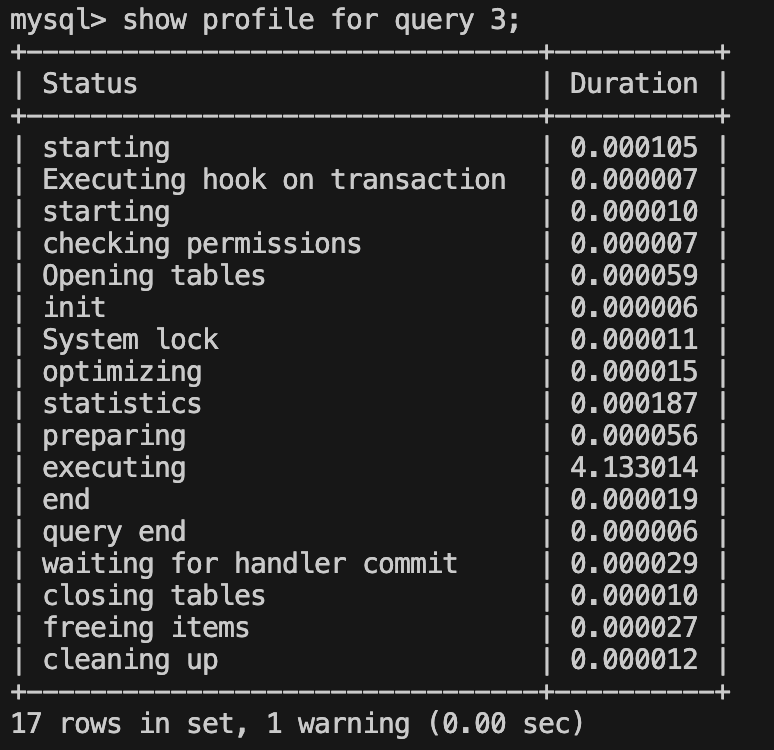 mysql> show profile for query 3;
+--------------------------------+----------+
| Status                         | Duration |
+--------------------------------+----------+
| starting                       | 0.000105 |
| Executing hook on transaction  | 0.000007 |
| starting                       | 0.000010 |
| checking permissions           | 0.000007 |
| Opening tables                 | 0.000059 |
| init                           | 0.000006 |
| System lock                    | 0.000011 |
| optimizing                     | 0.000015 |
| statistics                     | 0.000187 |
| preparing                      | 0.000056 |
| executing                      | 4.133014 |
| end                            | 0.000019 |
| query end                      | 0.000006 |
| waiting for handler commit     | 0.000029 |
| closing tables                 | 0.000010 |
| freeing items                  | 0.000027 |
| cleaning up                    | 0.000012 |
+--------------------------------+----------+
17 rows in set, 1 warning (0.00 sec)